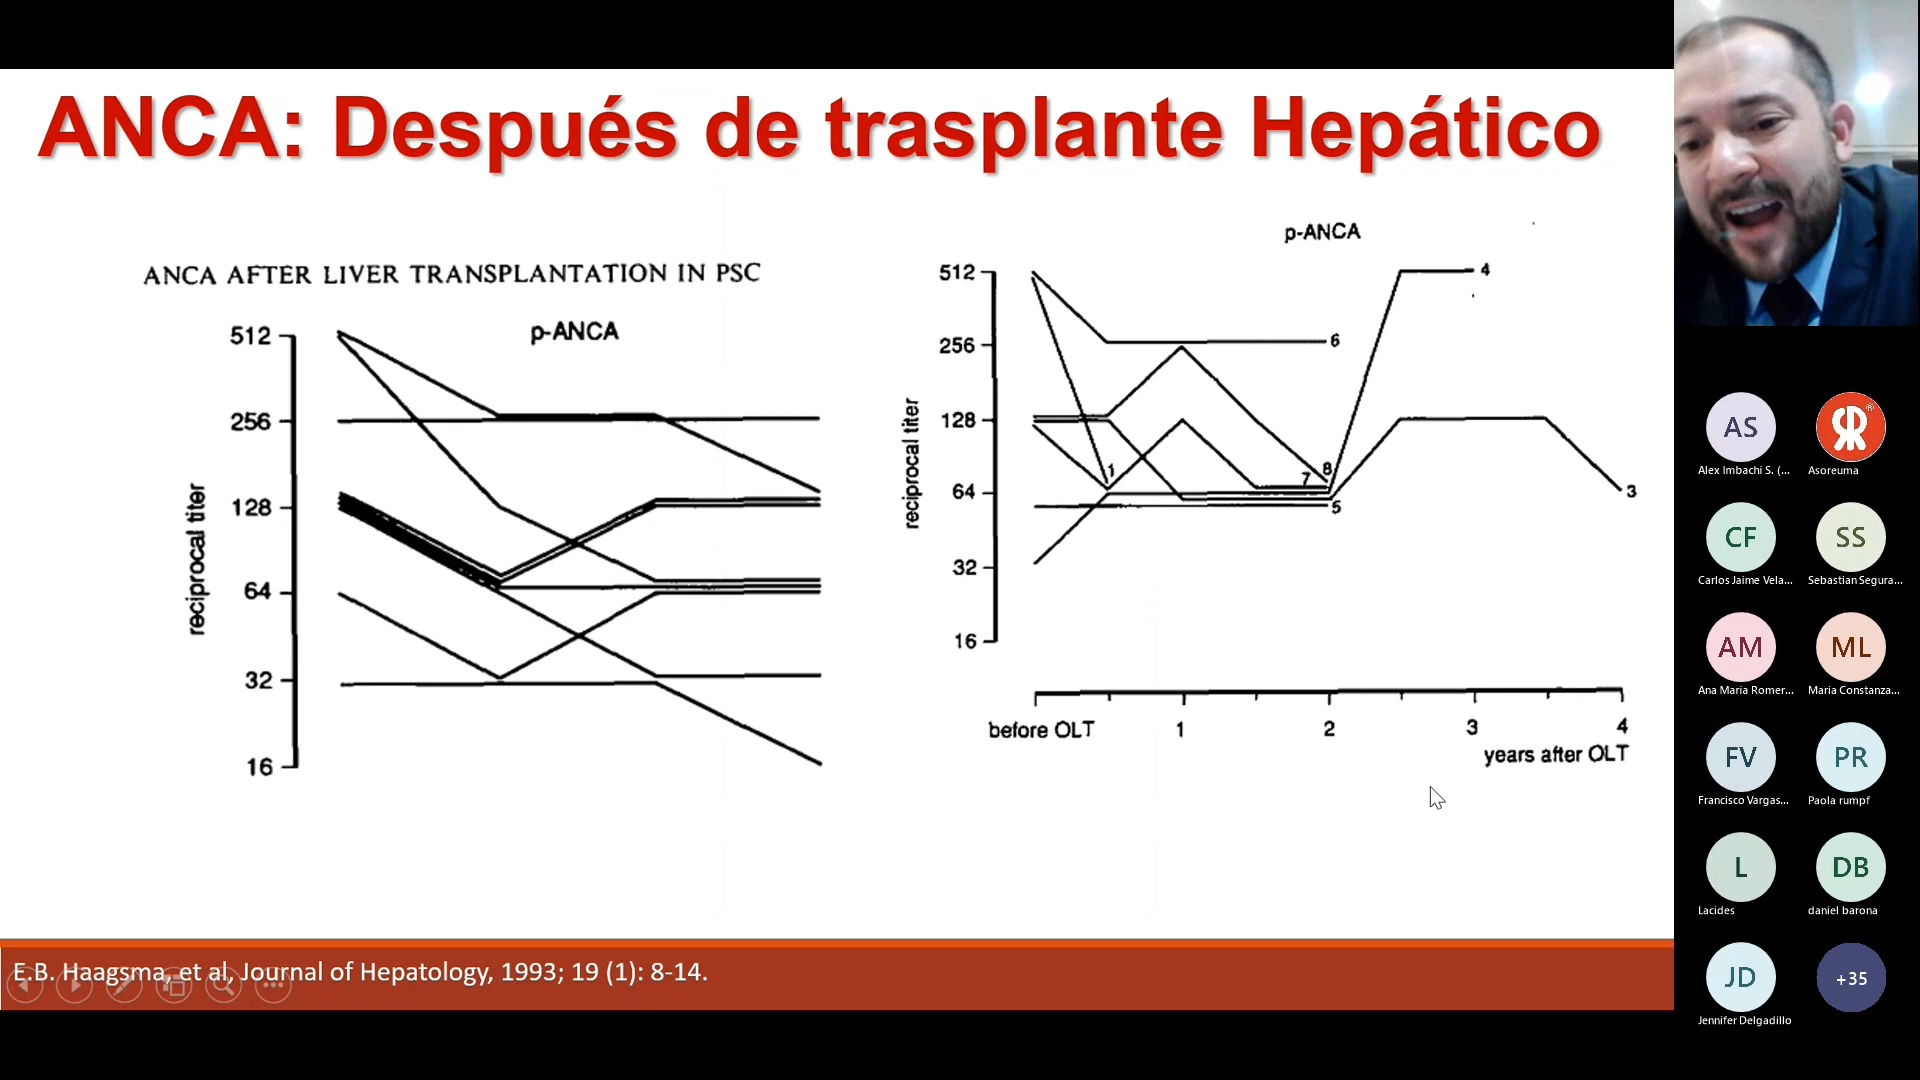 ANCA: Después de trasplante Hepático
ANCA AFTER LIVER TRANSPLANTATION IN PSC
p-ANCA
512
256
128
64
32
16
reciprocal titer
p-ANCA
512
256
128
64
32
16
reciprocal titer
4
6
1
8
7
5
3
before OLT
1
2
3
4
years after OLT
E.B. Haagsma, et al, Journal of Hepatology, 1993; 19 (1): 8-14.
AS
Alex Imbachi S. (...
Asoreuma
CF
Carlos Jaime Vela...
SS
Sebastian Segura...
AM
Ana Maria Romer...
ML
Maria Constanza...
FV
Francisco Vargas...
PR
Paola rumpf
L
Lacides
DB
daniel barona
JD
Jennifer Delgadillo
+35